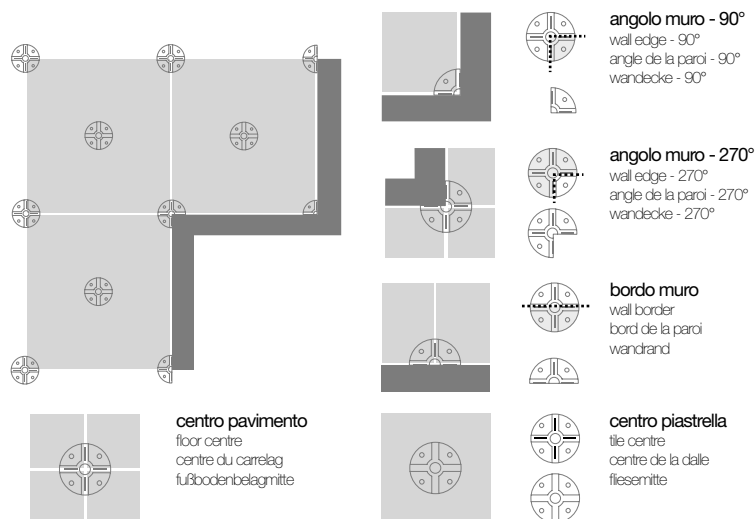 angolo muro - 90°
wall edge - 90°
angle de la paroi - 90°
wandecke - 90°
angolo muro - 270°
wall edge - 270°
angle de la paroi - 270°
wandecke - 270°
bordo muro
wall border
bord de la paroi
wandrand
centro pavimento
floor centre
centre du carrelag
fußbodenbelagmitte
centro piastrella
tile centre
centre de la dalle
fliesemitte